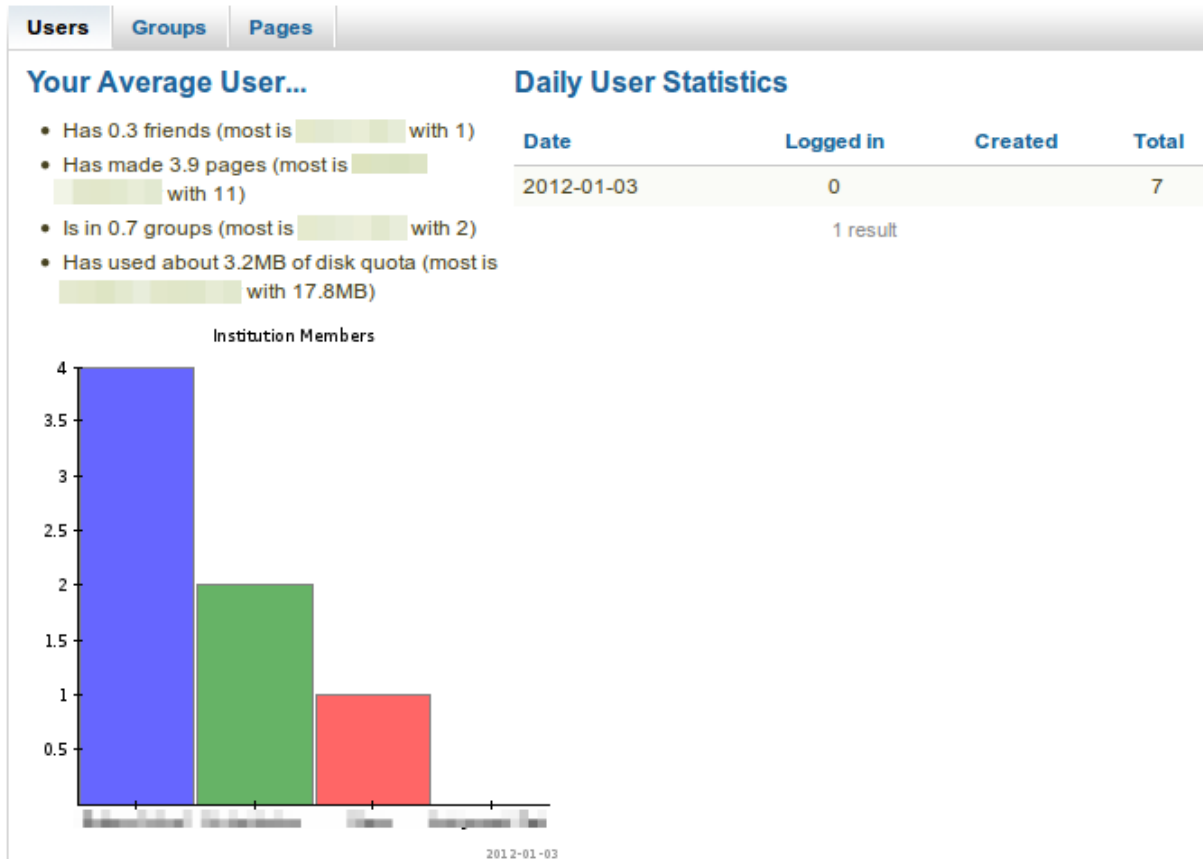 Users Groups Pages
Your Average User...
Has 0.3 friends (most is with 1)
Has made 3.9 pages (most is
with 11)
Is in 0.7 groups (most is with 2)
Has used about 3.2MB of disk quota (most is
with 17.8MB)
Daily User Statistics
Date Logged in Created Total
2012-01-03 0 7
1 result
Institution Members
4
3.5
3
2.5
2
1.5
1
0.5
2012-01-03